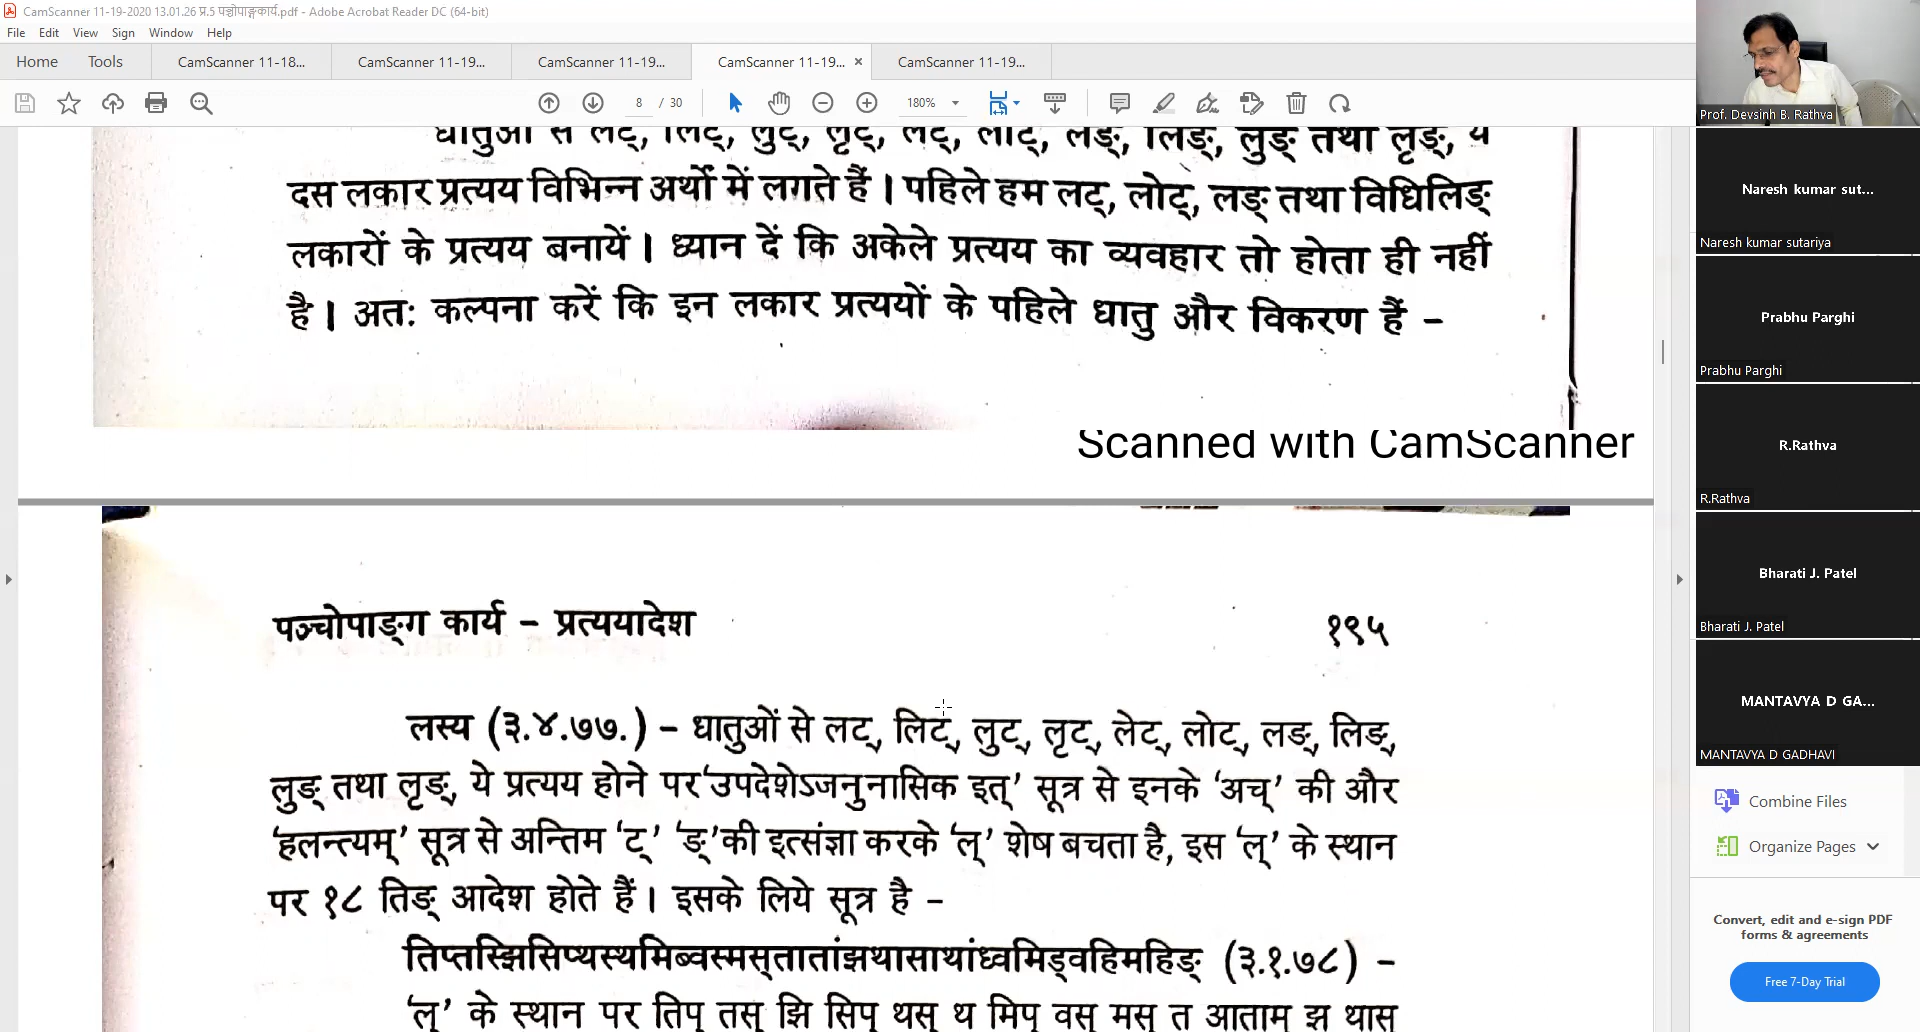 CamScanner 11-19-2020 13.01.26 प्र.5 पञ्चोपाङ्गकार्य.pdf - Adobe Acrobat Reader DC (64-bit)
File Edit View Sign Window Help
Home Tools CamScanner 11-18... CamScanner 11-19... CamScanner 11-19... CamScanner 11-19... × CamScanner 11-19...
8 / 30 180%
धातुओं से लट्, लिट्, लुट्, लृट्, लेट्, लोट्, लङ्, लिङ्, लुङ् तथा लृङ्, ये
दस लकार प्रत्यय विभिन्न अर्थों में लगते हैं । पहिले हम लट्, लोट्, लङ् तथा विधिलिङ्
लकारों के प्रत्यय बनायें । ध्यान दें कि अकेले प्रत्यय का व्यवहार तो होता ही नहीं
है । अतः कल्पना करें कि इन लकार प्रत्ययों के पहिले धातु और विकरण हैं –
Scanned with CamScanner
पञ्चोपाङ्ग कार्य – प्रत्ययादेश १९५
लस्य (३.४.७७.) – धातुओं से लट्, लिट्, लुट्, लृट्, लेट्, लोट्, लङ्, लिङ्,
लुङ् तथा लृङ्, ये प्रत्यय होने पर 'उपदेशेऽजनुनासिक इत्' सूत्र से इनके 'अच्' की और
'हलन्त्यम्' सूत्र से अन्तिम 'ट्' 'ङ्' की इत्संज्ञा करके 'ल्' शेष बचता है, इस 'ल्' के स्थान
पर १८ तिङ् आदेश होते हैं । इसके लिये सूत्र है –
तिप्तस्झिसिप्थस्थमिब्वस्मस्तातांझथासाथांध्वमिड्वहिमहिङ् (३.१.७८) –
'ल्' के स्थान पर तिप् तस् झि सिप् थस् थ मिप् वस् मस् त आताम् झ थास्
Prof. Devsinh B. Rathva
Naresh kumar sut...
Naresh kumar sutariya
Prabhu Parghi
Prabhu Parghi
R.Rathva
R.Rathva
Bharati J. Patel
Bharati J. Patel
MANTAVYA D GA...
MANTAVYA D GADHAVI
Combine Files
Organize Pages
Convert, edit and e-sign PDF
forms & agreements
Free 7-Day Trial